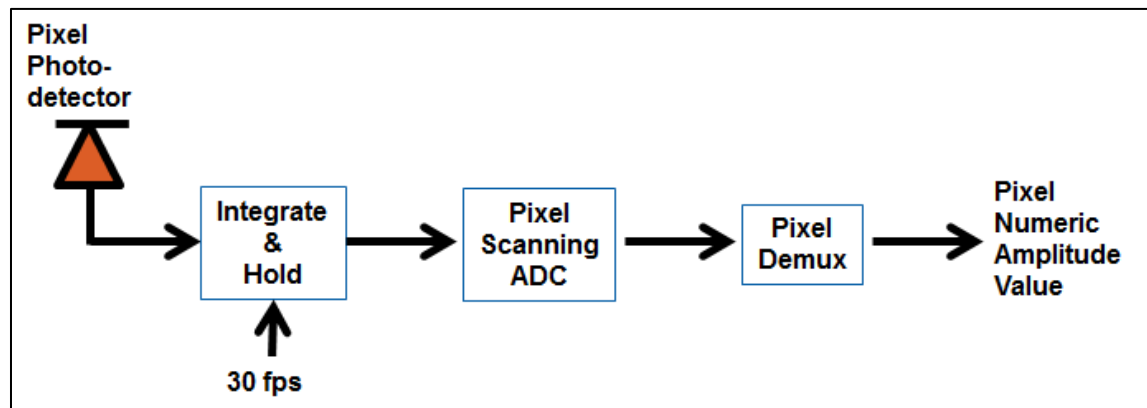 Pixel
Photo-
detector
Integrate
&
Hold
30 fps
Pixel
Scanning
ADC
Pixel
Demux
Pixel
Numeric
Amplitude
Value